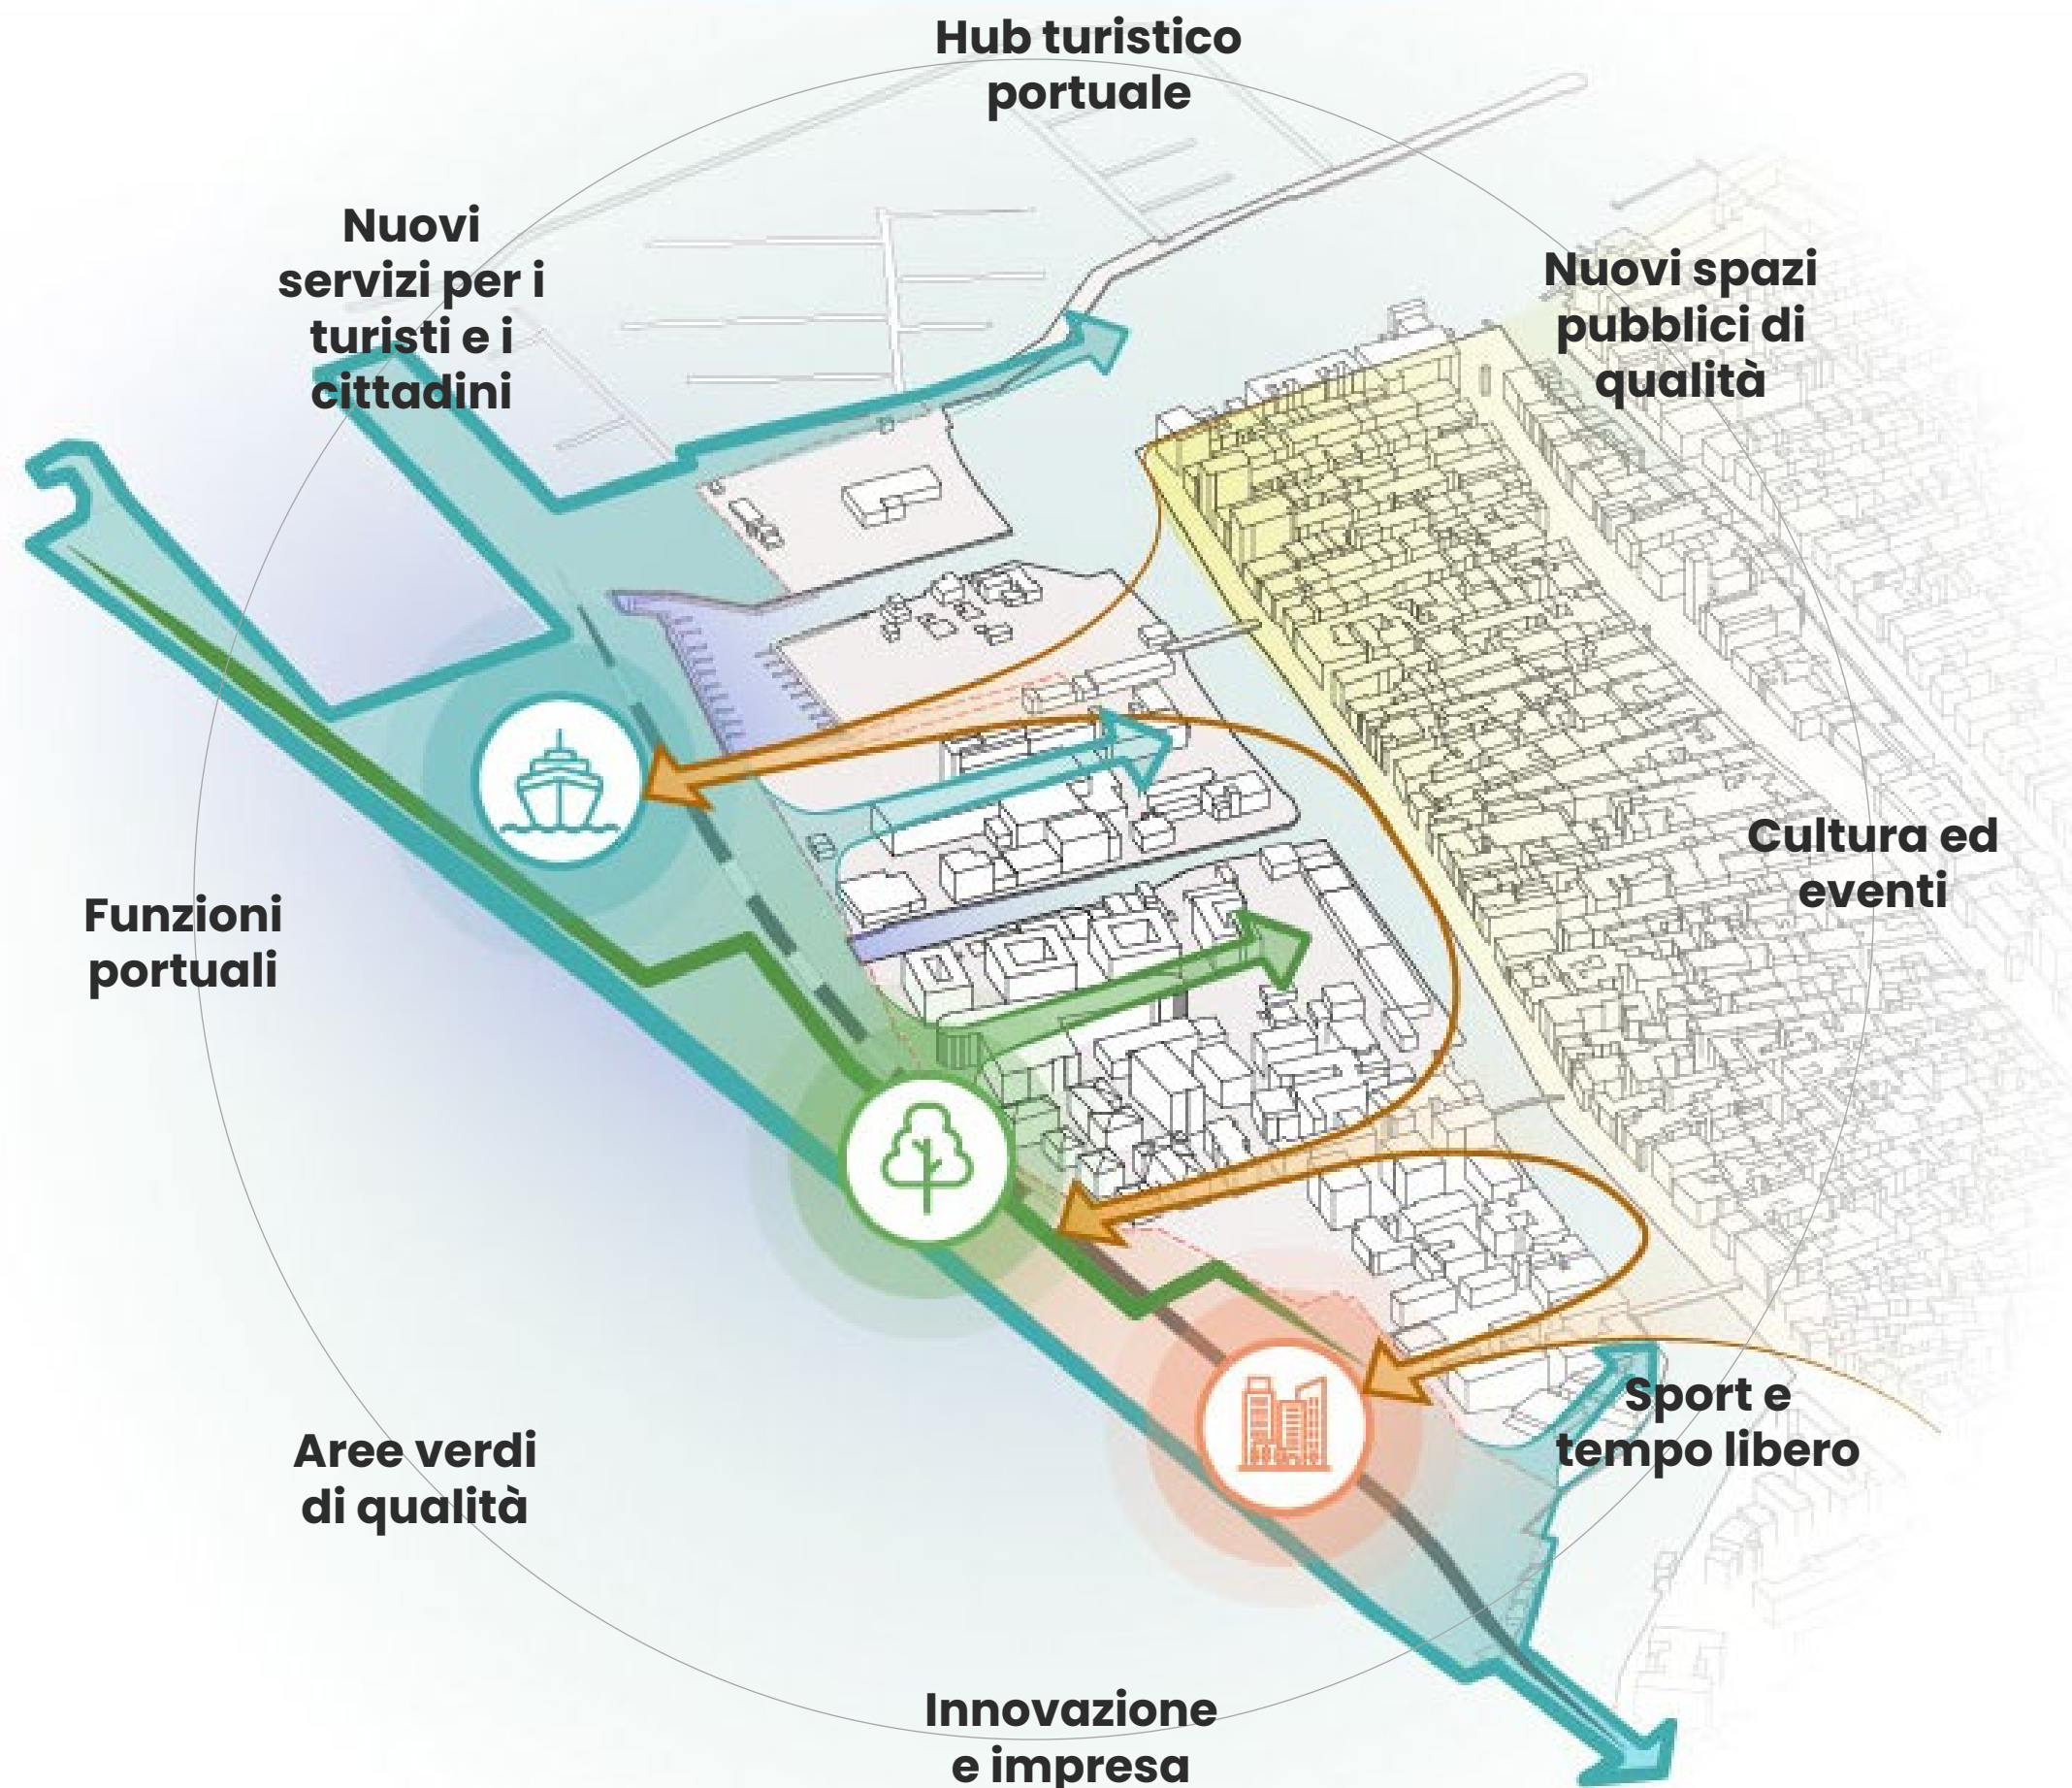 Hub turistico
portuale
Nuovi
servizi per i
turisti e i
cittadini
Nuovi spazi
pubblici di
qualità
Cultura ed
eventi
Funzioni
portuali
Sport e
tempo libero
Aree verdi
di qualità
Innovazione
e impresa